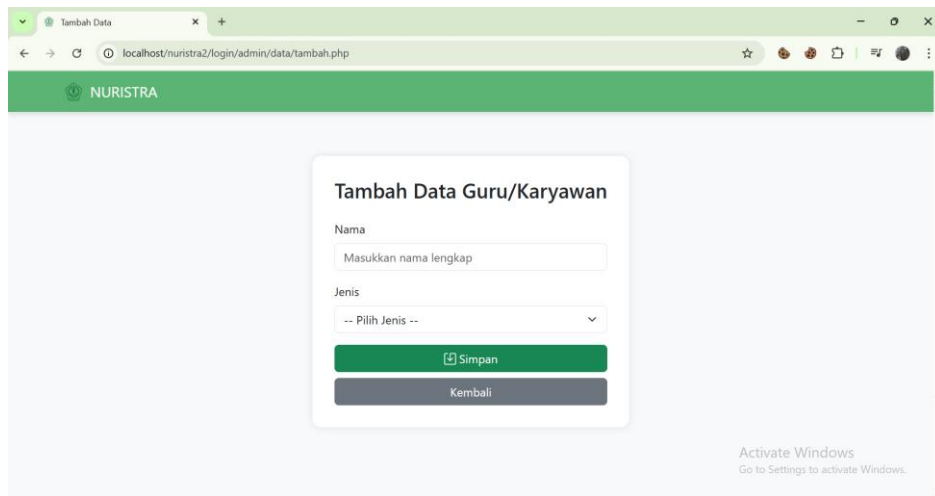 Tambah Data
localhost/nuristra2/login/admin/data/tambah.php
NURISTRA
Tambah Data Guru/Karyawan
Nama
Masukkan nama lengkap
Jenis
-- Pilih Jenis --
Simpan
Kembali
Activate Windows
Go to Settings to activate Windows.